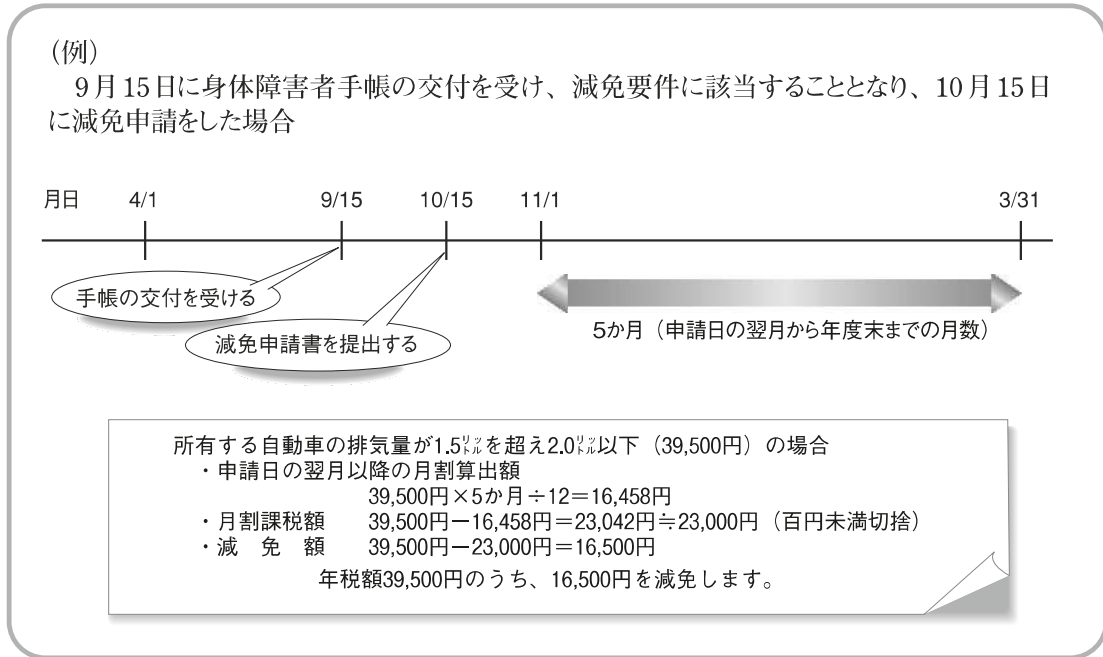 (例)
9月15日に身体障害者手帳の交付を受け、減免要件に該当することとなり、10月15日
に減免申請をした場合
月日 4/1 9/15 10/15 11/1 3/31
手帳の交付を受ける
減免申請書を提出する
5か月（申請日の翌月から年度末までの月数）
所有する自動車の排気量が1.5㍑を超え2.0㍑以下（39,500円）の場合
・申請日の翌月以降の月割算出額
39,500円×5か月÷12＝16,458円
・月割課税額 39,500円－16,458円＝23,042円≒23,000円（百円未満切捨）
・減 免 額 39,500円－23,000円＝16,500円
年税額39,500円のうち、16,500円を減免します。